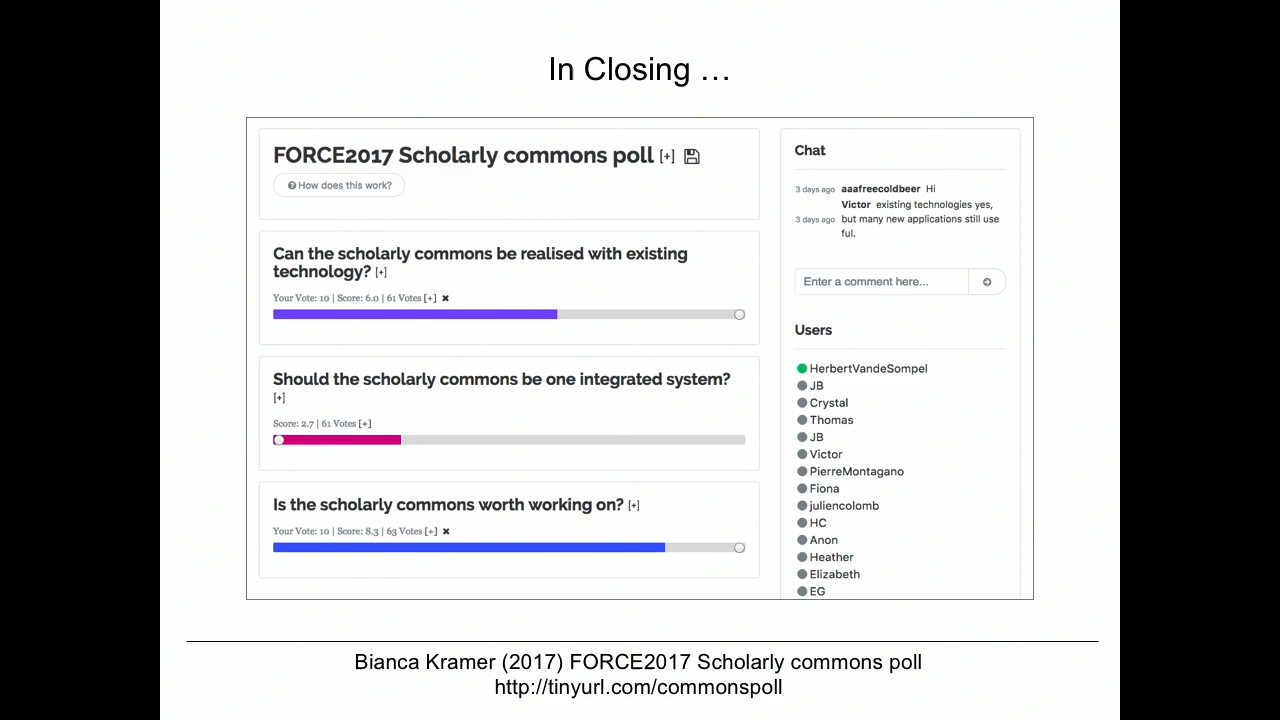 In Closing …
FORCE2017 Scholarly commons poll [+]
How does this work?
Can the scholarly commons be realised with existing
technology? [+]
Your Vote: 10 | Score: 6.0 | 61 Votes [+] ✖
Should the scholarly commons be one integrated system?
[+]
Score: 2.7 | 61 Votes [+]
Is the scholarly commons worth working on? [+]
Your Vote: 10 | Score: 8.3 | 63 Votes [+] ✖
Chat
3 days ago aaafreecoldbeer Hi
Victor existing technologies yes,
3 days ago but many new applications still use
ful.
Enter a comment here...
Users
HerbertVandeSompel
JB
Crystal
Thomas
JB
Victor
PierreMontagano
Fiona
juliencolomb
HC
Anon
Heather
Elizabeth
EG
Bianca Kramer (2017) FORCE2017 Scholarly commons poll
http://tinyurl.com/commonspoll